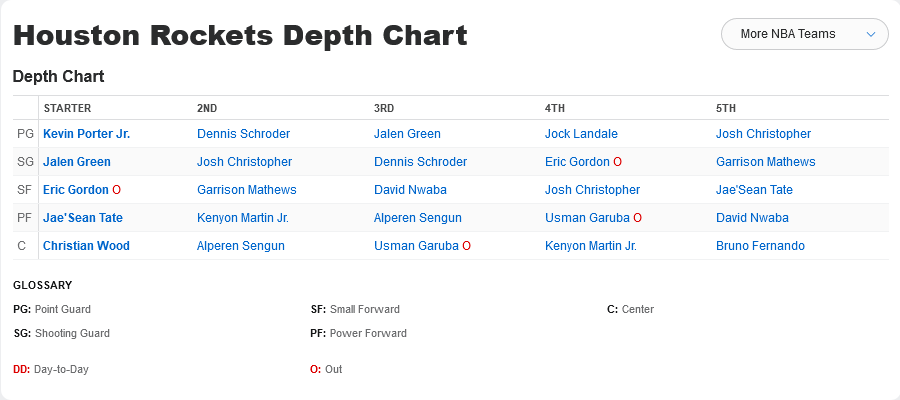 Houston Rockets Depth Chart
More NBA Teams
Depth Chart
STARTER 2ND 3RD 4TH 5TH
PG Kevin Porter Jr. Dennis Schroder Jalen Green Jock Landale Josh Christopher
SG Jalen Green Josh Christopher Dennis Schroder Eric Gordon O Garrison Mathews
SF Eric Gordon O Garrison Mathews David Nwaba Josh Christopher Jae'Sean Tate
PF Jae'Sean Tate Kenyon Martin Jr. Alperen Sengun Usman Garuba O David Nwaba
C Christian Wood Alperen Sengun Usman Garuba O Kenyon Martin Jr. Bruno Fernando
GLOSSARY
PG: Point Guard SF: Small Forward C: Center
SG: Shooting Guard PF: Power Forward
DD: Day-to-Day O: Out